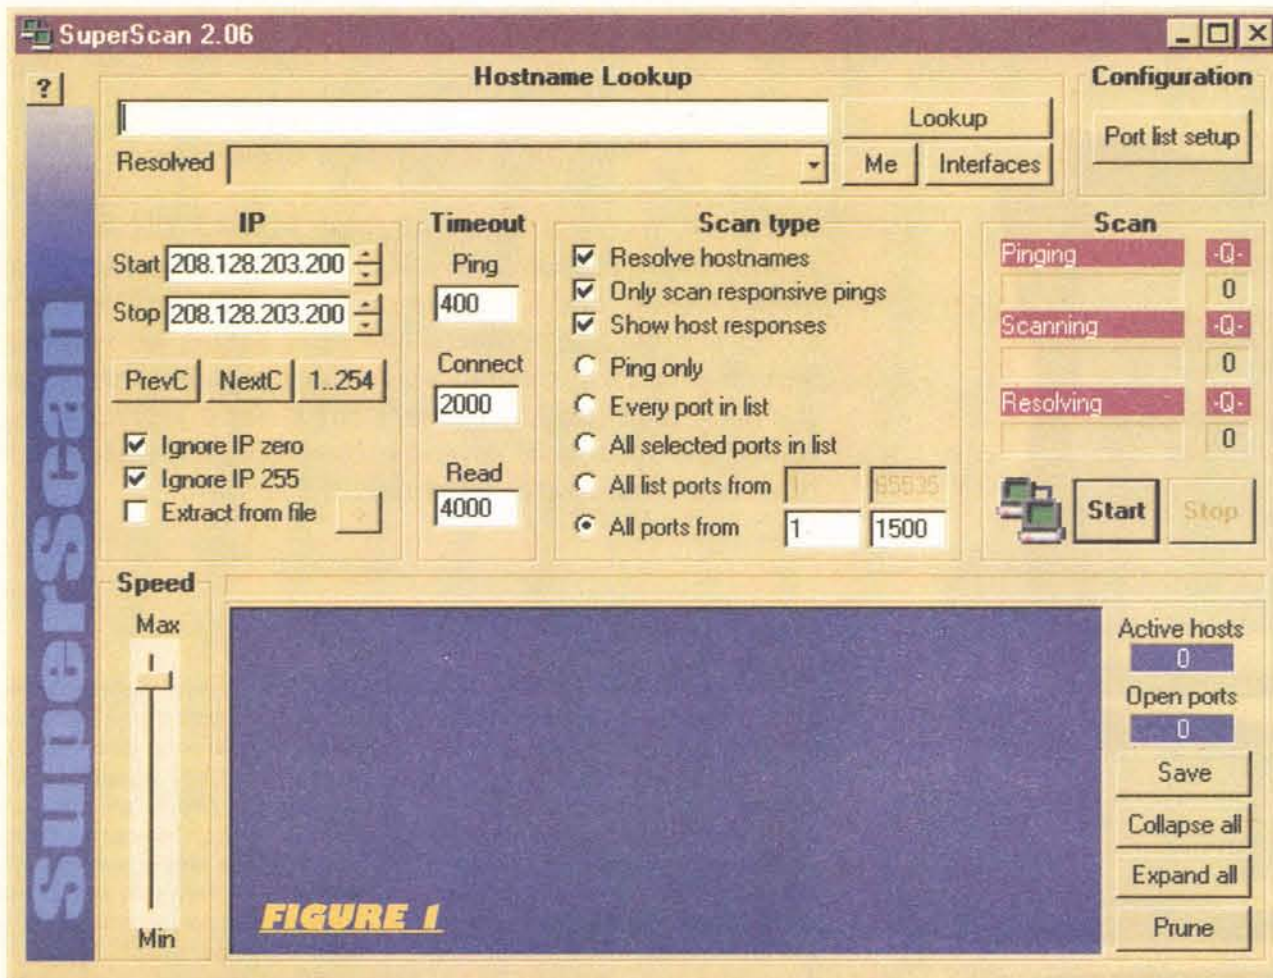 SuperScan 2.06
?
Hostname Lookup
Lookup
Resolved
Me
Interfaces
Configuration
Port list setup
IP
Start 208.128.203.200
Stop 208.128.203.200
PrevC
NextC
1..254
Ignore IP zero
Ignore IP 255
Extract from file
Timeout
Ping
400
Connect
2000
Read
4000
Scan type
Resolve hostnames
Only scan responsive pings
Show host responses
Ping only
Every port in list
All selected ports in list
All list ports from 1 65535
All ports from 1 1500
Scan
Pinging -Q-
0
Scanning -Q-
0
Resolving -Q-
0
Start
Stop
SuperScan
Speed
Max
Min
FIGURE 1
Active hosts
0
Open ports
0
Save
Collapse all
Expand all
Prune